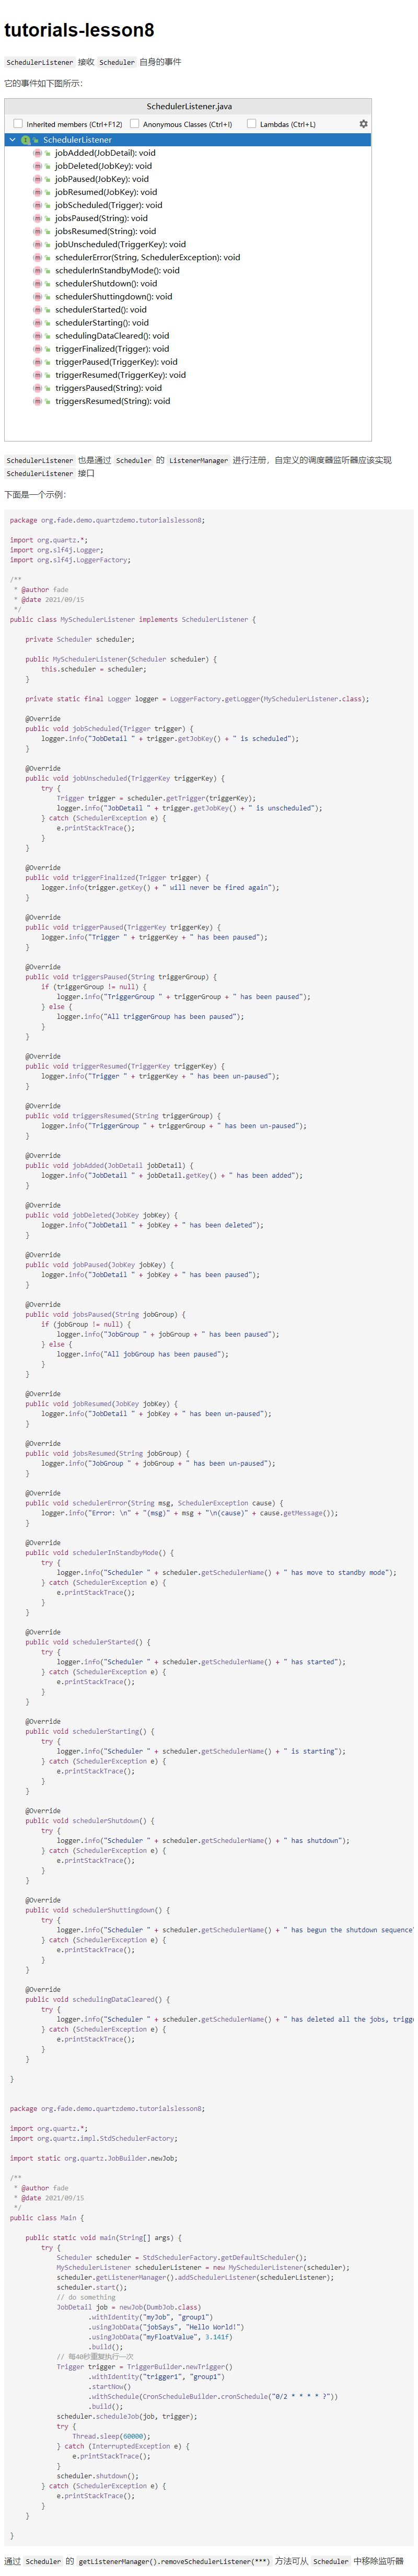 tutorials-lesson8
SchedulerListener 接收 Scheduler 自身的事件
它的事件如下图所示：
SchedulerListener.java
Inherited members (Ctrl+F12) Anonymous Classes (Ctrl+I) Lambdas (Ctrl+L)
SchedulerListener
jobAdded(JobDetail): void
jobDeleted(JobKey): void
jobPaused(JobKey): void
jobResumed(JobKey): void
jobScheduled(Trigger): void
jobsPaused(String): void
jobsResumed(String): void
jobUnscheduled(TriggerKey): void
schedulerError(String, SchedulerException): void
schedulerInStandbyMode(): void
schedulerShutdown(): void
schedulerShuttingdown(): void
schedulerStarted(): void
schedulerStarting(): void
schedulingDataCleared(): void
triggerFinalized(Trigger): void
triggerPaused(TriggerKey): void
triggerResumed(TriggerKey): void
triggersPaused(String): void
triggersResumed(String): void
SchedulerListener 也是通过 Scheduler 的 ListenerManager 进行注册，自定义的调度器监听器应该实现
SchedulerListener 接口
下面是一个示例：
package org.fade.demo.quartzdemo.tutorialslesson8;
import org.quartz.*;
import org.slf4j.Logger;
import org.slf4j.LoggerFactory;
/**
* @author fade
* @date 2021/09/15
*/
public class MySchedulerListener implements SchedulerListener {
private Scheduler scheduler;
public MySchedulerListener(Scheduler scheduler) {
this.scheduler = scheduler;
}
private static final Logger logger = LoggerFactory.getLogger(MySchedulerListener.class);
@Override
public void jobScheduled(Trigger trigger) {
logger.info("JobDetail " + trigger.getJobKey() + " is scheduled");
}
@Override
public void jobUnscheduled(TriggerKey triggerKey) {
try {
Trigger trigger = scheduler.getTrigger(triggerKey);
logger.info("JobDetail " + trigger.getJobKey() + " is unscheduled");
} catch (SchedulerException e) {
e.printStackTrace();
}
}
@Override
public void triggerFinalized(Trigger trigger) {
logger.info(trigger.getKey() + " will never be fired again");
}
@Override
public void triggerPaused(TriggerKey triggerKey) {
logger.info("Trigger " + triggerKey + " has been paused");
}
@Override
public void triggersPaused(String triggerGroup) {
if (triggerGroup != null) {
logger.info("TriggerGroup " + triggerGroup + " has been paused");
} else {
logger.info("All triggerGroup has been paused");
}
}
@Override
public void triggerResumed(TriggerKey triggerKey) {
logger.info("Trigger " + triggerKey + " has been un-paused");
}
@Override
public void triggersResumed(String triggerGroup) {
logger.info("TriggerGroup " + triggerGroup + " has been un-paused");
}
@Override
public void jobAdded(JobDetail jobDetail) {
logger.info("JobDetail " + jobDetail.getKey() + " has been added");
}
@Override
public void jobDeleted(JobKey jobKey) {
logger.info("JobDetail " + jobKey + " has been deleted");
}
@Override
public void jobPaused(JobKey jobKey) {
logger.info("JobDetail " + jobKey + " has been paused");
}
@Override
public void jobsPaused(String jobGroup) {
if (jobGroup != null) {
logger.info("JobGroup " + jobGroup + " has been paused");
} else {
logger.info("All jobGroup has been paused");
}
}
@Override
public void jobResumed(JobKey jobKey) {
logger.info("JobDetail " + jobKey + " has been un-paused");
}
@Override
public void jobsResumed(String jobGroup) {
logger.info("JobGroup " + jobGroup + " has been un-paused");
}
@Override
public void schedulerError(String msg, SchedulerException cause) {
logger.info("Error: \n" + "(msg)" + msg + "\n(cause)" + cause.getMessage());
}
@Override
public void schedulerInStandbyMode() {
try {
logger.info("Scheduler " + scheduler.getSchedulerName() + " has move to standby mode");
} catch (SchedulerException e) {
e.printStackTrace();
}
}
@Override
public void schedulerStarted() {
try {
logger.info("Scheduler " + scheduler.getSchedulerName() + " has started");
} catch (SchedulerException e) {
e.printStackTrace();
}
}
@Override
public void schedulerStarting() {
try {
logger.info("Scheduler " + scheduler.getSchedulerName() + " is starting");
} catch (SchedulerException e) {
e.printStackTrace();
}
}
@Override
public void schedulerShutdown() {
try {
logger.info("Scheduler " + scheduler.getSchedulerName() + " has shutdown");
} catch (SchedulerException e) {
e.printStackTrace();
}
}
@Override
public void schedulerShuttingdown() {
try {
logger.info("Scheduler " + scheduler.getSchedulerName() + " has begun the shutdown sequence"
} catch (SchedulerException e) {
e.printStackTrace();
}
}
@Override
public void schedulingDataCleared() {
try {
logger.info("Scheduler " + scheduler.getSchedulerName() + " has deleted all the jobs, trigg
} catch (SchedulerException e) {
e.printStackTrace();
}
}
}
package org.fade.demo.quartzdemo.tutorialslesson8;
import org.quartz.*;
import org.quartz.impl.StdSchedulerFactory;
import static org.quartz.JobBuilder.newJob;
/**
* @author fade
* @date 2021/09/15
*/
public class Main {
public static void main(String[] args) {
try {
Scheduler scheduler = StdSchedulerFactory.getDefaultScheduler();
MySchedulerListener schedulerListener = new MySchedulerListener(scheduler);
scheduler.getListenerManager().addSchedulerListener(schedulerListener);
scheduler.start();
// do something
JobDetail job = newJob(DumbJob.class)
.withIdentity("myJob", "group1")
.usingJobData("jobSays", "Hello World!")
.usingJobData("myFloatValue", 3.141f)
.build();
// 每40秒重复执行一次
Trigger trigger = TriggerBuilder.newTrigger()
.withIdentity("trigger1", "group1")
.startNow()
.withSchedule(CronScheduleBuilder.cronSchedule("0/2 * * * * ?"))
.build();
scheduler.scheduleJob(job, trigger);
try {
Thread.sleep(60000);
} catch (InterruptedException e) {
e.printStackTrace();
}
scheduler.shutdown();
} catch (SchedulerException e) {
e.printStackTrace();
}
}
}
通过 Scheduler 的 getListenerManager().removeSchedulerListener(***) 方法可从 Scheduler 中移除监听器